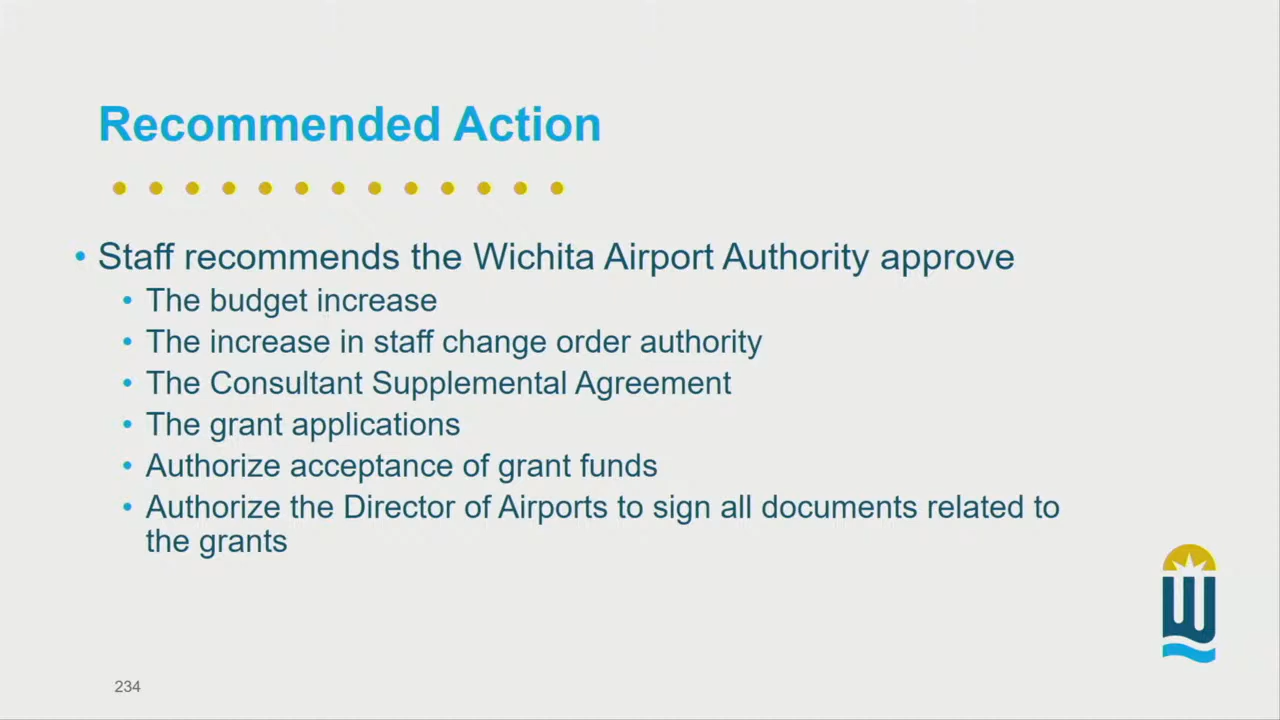 Recommended Action
• Staff recommends the Wichita Airport Authority approve
• The budget increase
• The increase in staff change order authority
• The Consultant Supplemental Agreement
• The grant applications
• Authorize acceptance of grant funds
• Authorize the Director of Airports to sign all documents related to
the grants
W
234